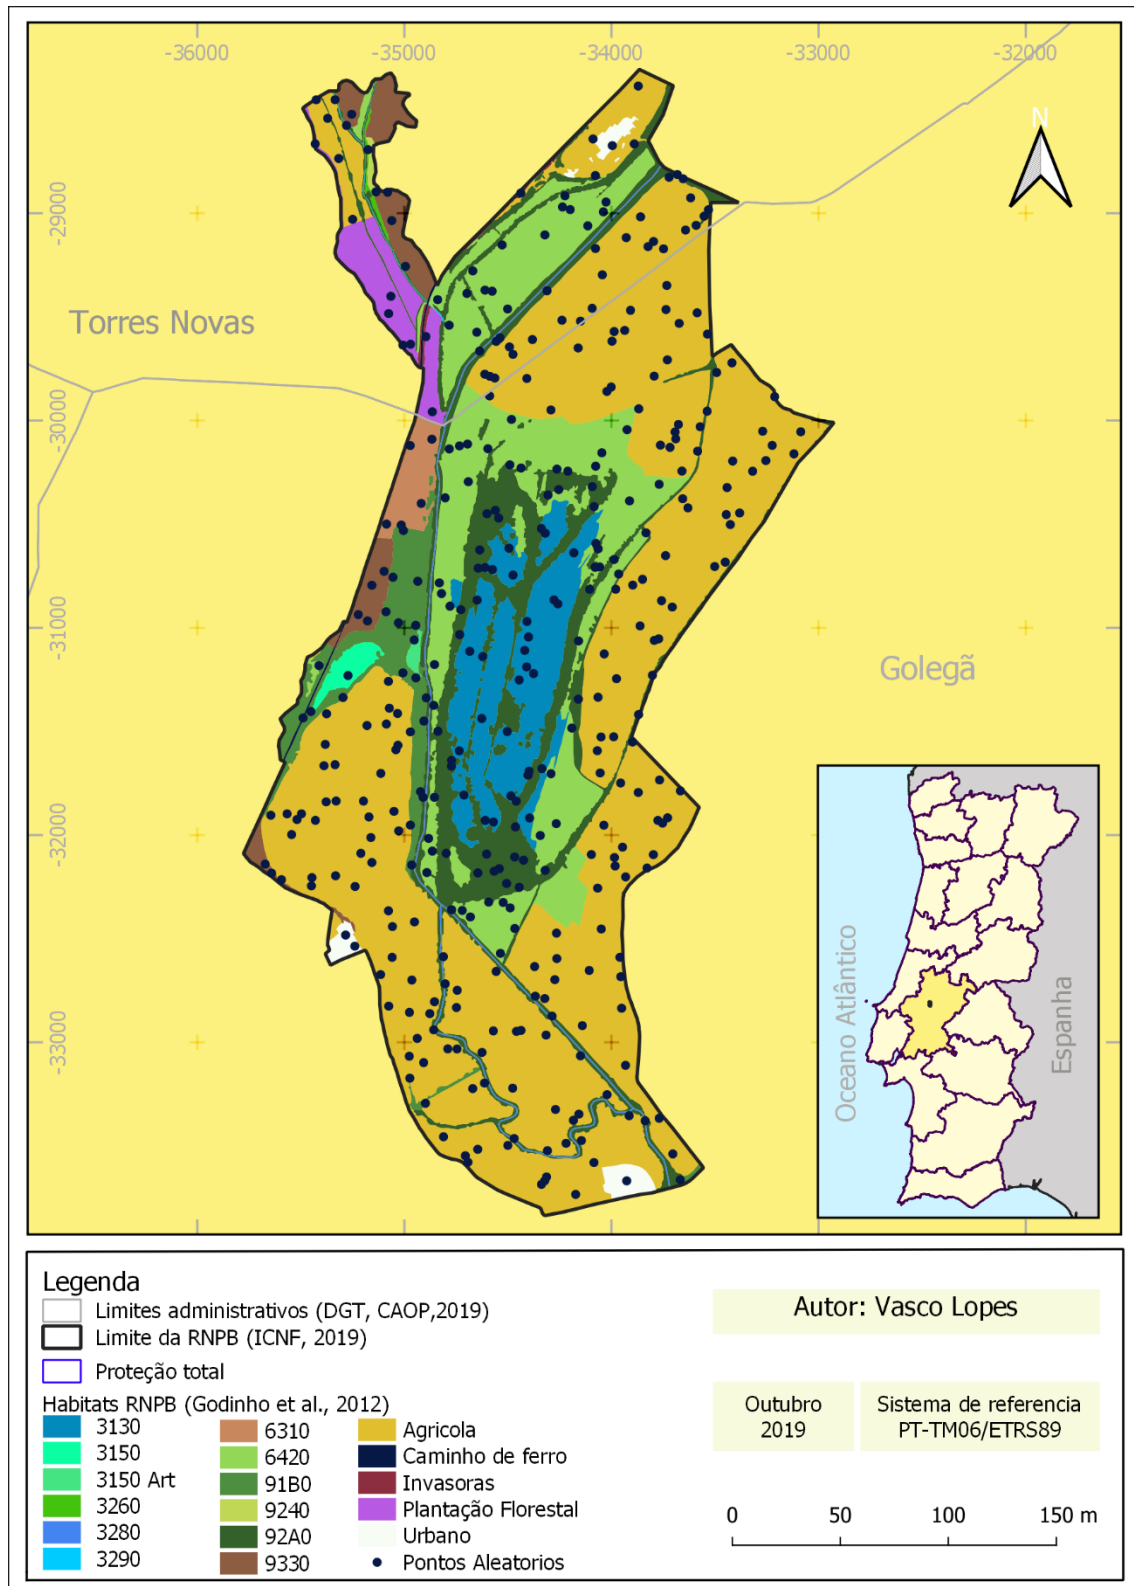 -36000 -35000 -34000 -33000 -32000
N
-29000
Torres Novas
-30000
-31000
Golegã
-32000
-33000
Oceano Atlântico
Espanha
Legenda
Limites administrativos (DGT, CAOP,2019)
Limite da RNPB (ICNF, 2019)
Proteção total
Habitats RNPB (Godinho et al., 2012)
3130
3150
3150 Art
3260
3280
3290
6310
6420
91B0
9240
92A0
9330
Agricola
Caminho de ferro
Invasoras
Plantação Florestal
Urbano
Pontos Aleatorios
Autor: Vasco Lopes
Outubro
2019
Sistema de referencia
PT-TM06/ETRS89
0 50 100 150 m